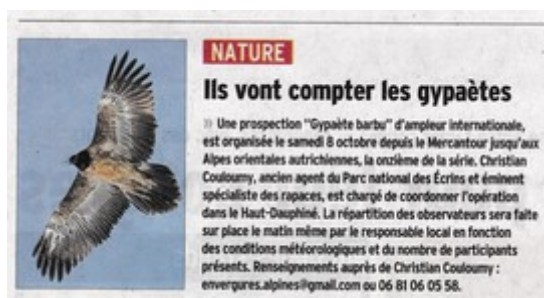 NATURE
Ils vont compter les gypaètes
» Une prospection "Gypaète barbu" d'ampleur internationale,
est organisée le samedi 8 octobre depuis le Mercantour jusqu'aux
Alpes orientales autrichiennes, la onzième de la série. Christian
Couloumy, ancien agent du Parc national des Écrins et éminent
spécialiste des rapaces, est chargé de coordonner l'opération
dans le Haut-Dauphiné. La répartition des observateurs sera faite
sur place le matin même par le responsable local en fonction
des conditions météorologiques et du nombre de participants
présents. Renseignements auprès de Christian Couloumy :
envergures.alpines@gmail.com ou 06 81 06 05 58.